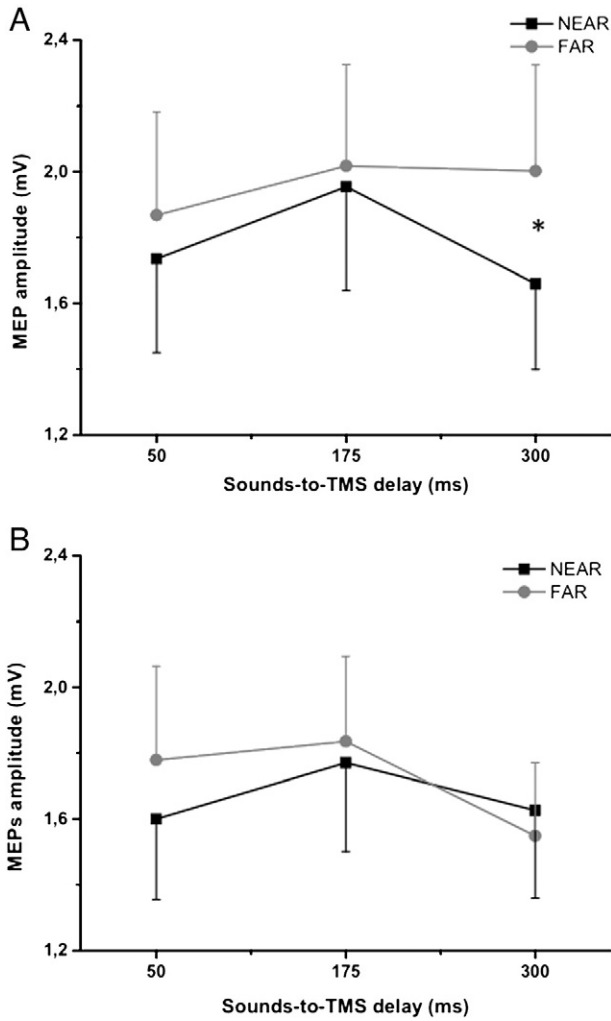 A
NEAR
FAR
2,4
2,0
1,6
1,2
MEP amplitude (mV)
*
50 175 300
Sounds-to-TMS delay (ms)
B
NEAR
FAR
2,4
2,0
1,6
1,2
MEPs amplitude (mV)
50 175 300
Sounds-to-TMS delay (ms)